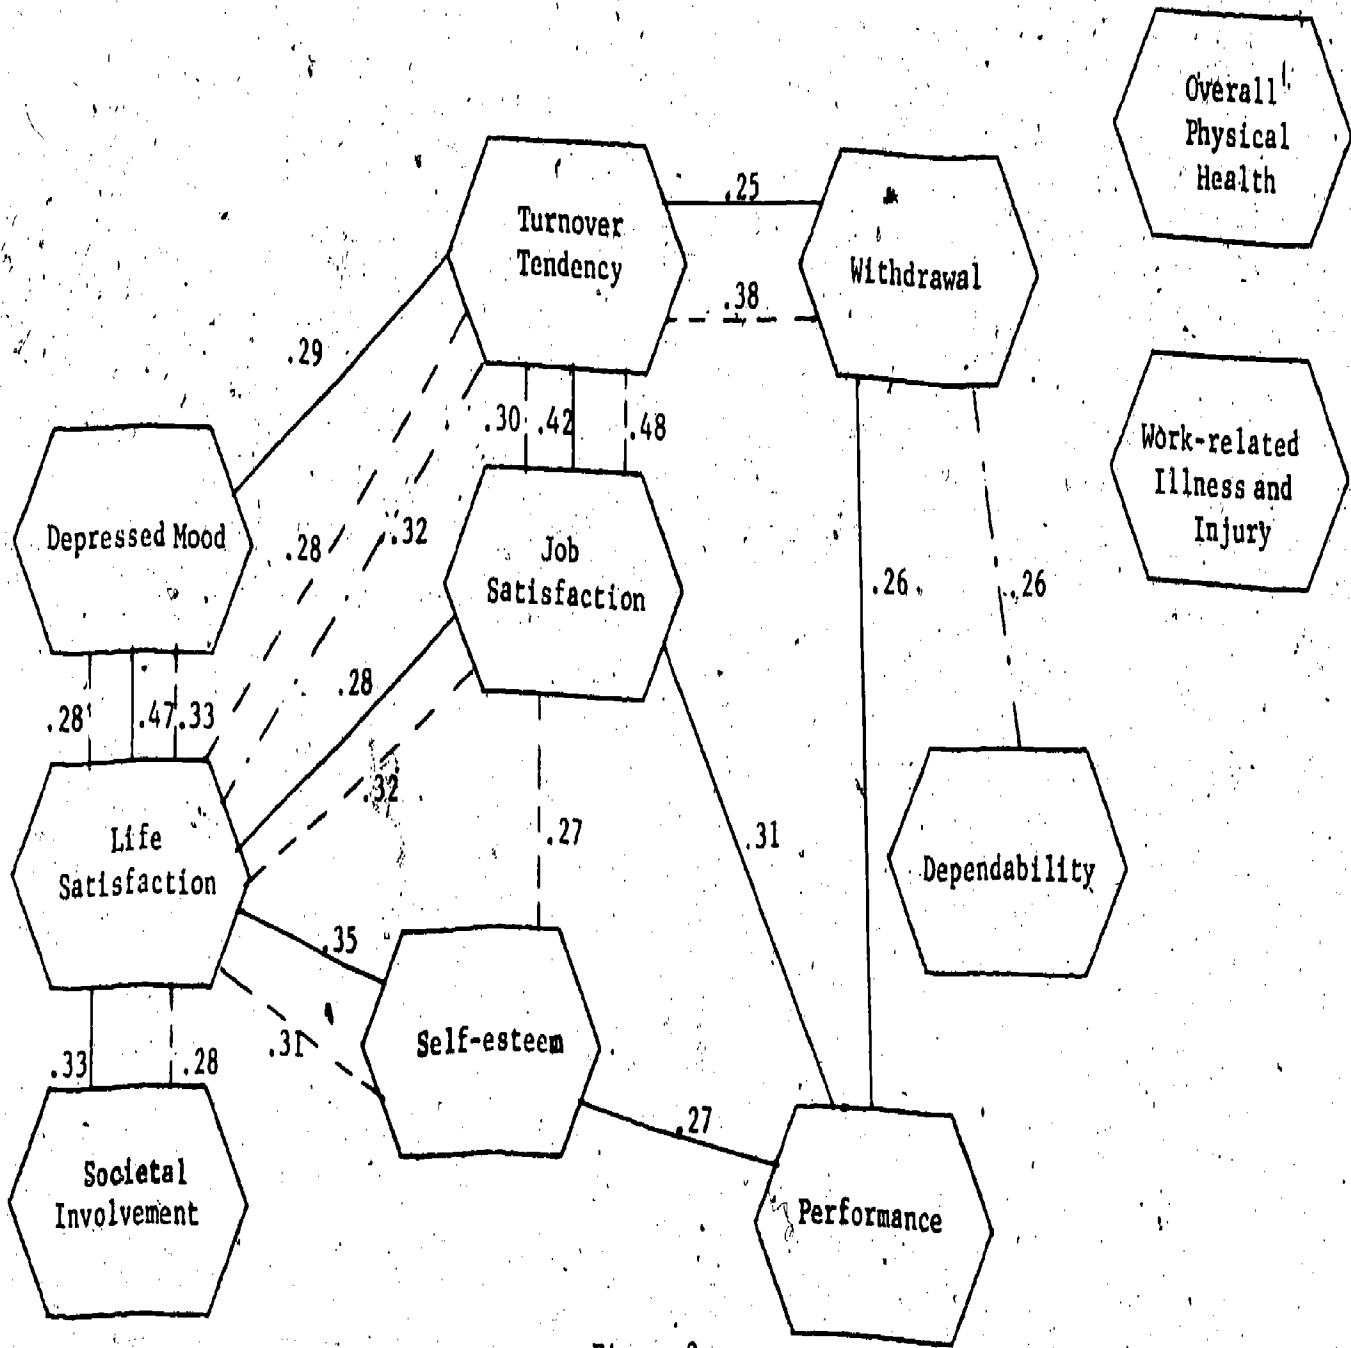 Overall
Physical
Health
Turnover
Tendency
.25
Withdrawal
.38
.29
.30
.42
.48
Work-related
Illness and
Injury
Depressed Mood
.28
.32
Job
Satisfaction
.26
.26
.28
.47
.33
.28
.32
Life
Satisfaction
.27
.31
Dependability
.35
Self-esteem
.31
.33
.28
.27
Societal
Involvement
Performance